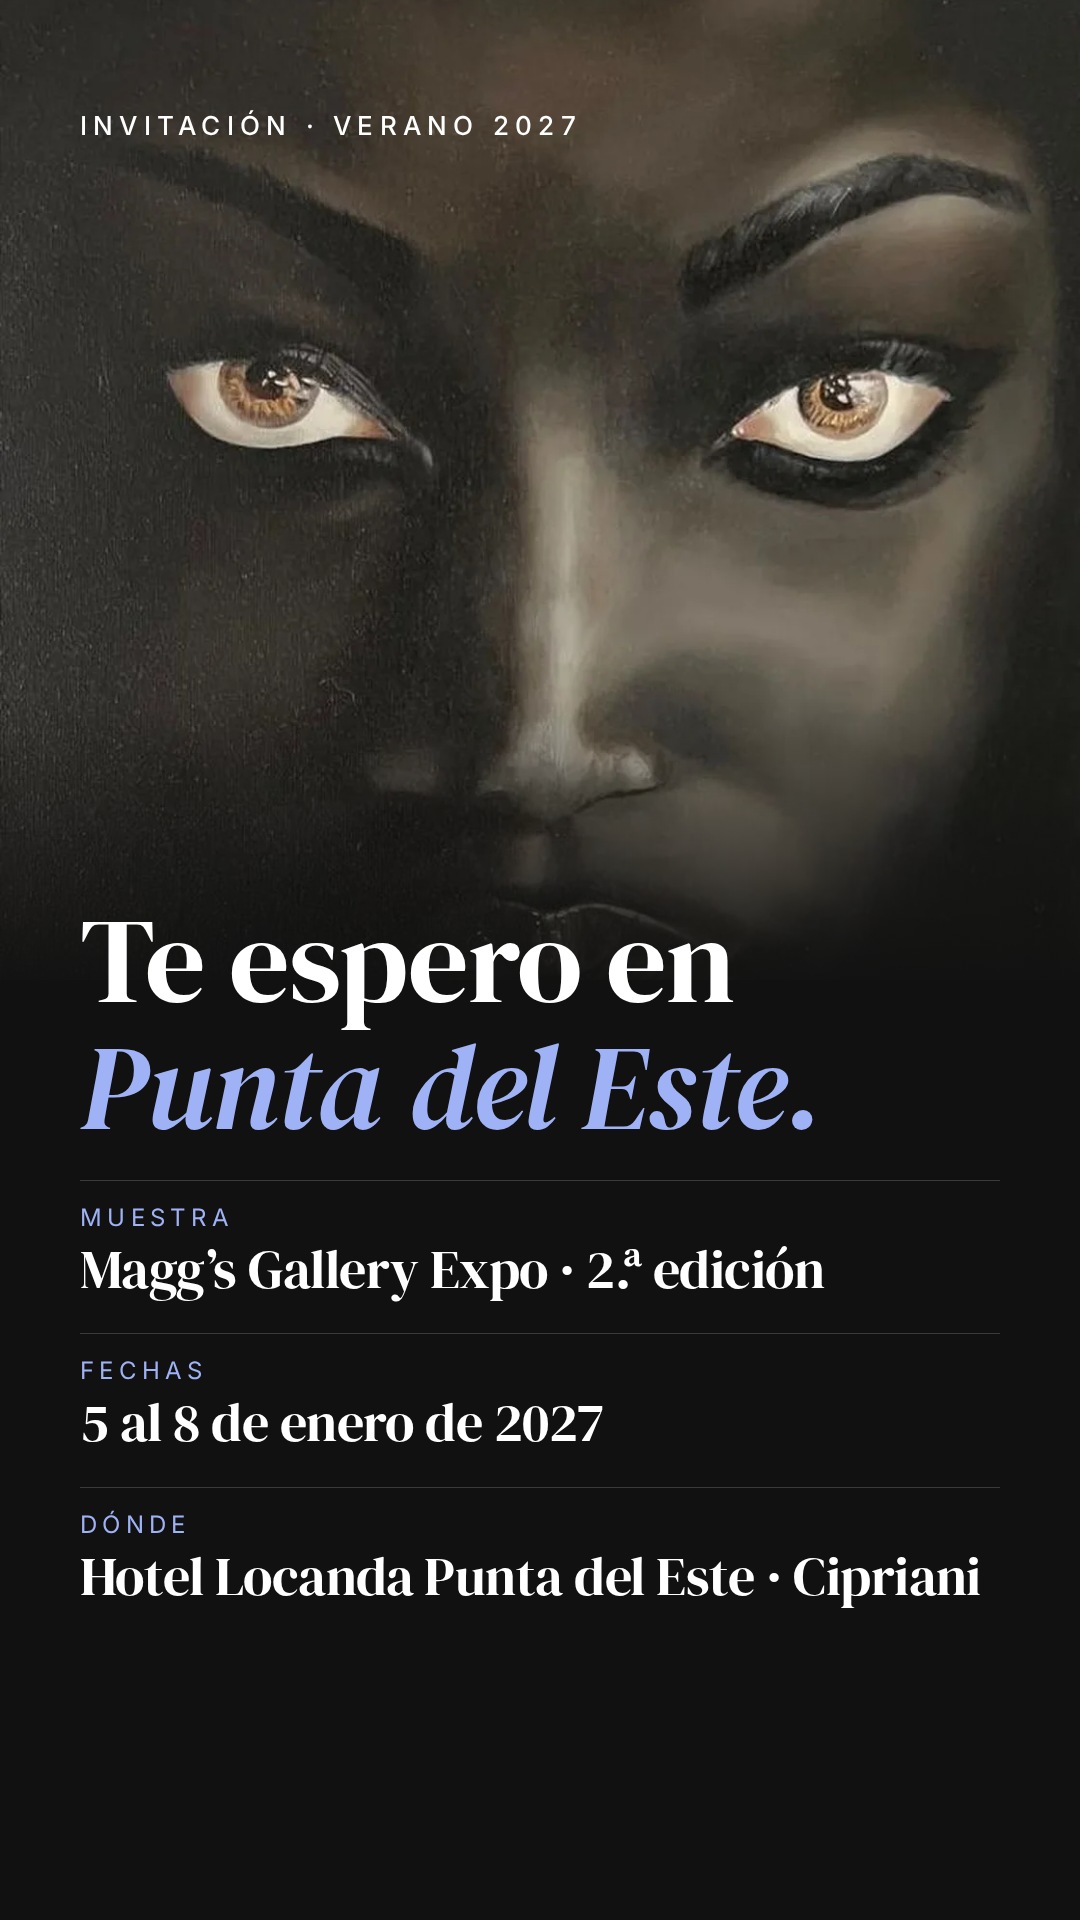 INVITACIÓN · VERANO 2027
Te espero en
Punta del Este.
MUESTRA
Magg’s Gallery Expo · 2.ª edición
FECHAS
5 al 8 de enero de 2027
DÓNDE
Hotel Locanda Punta del Este · Cipriani